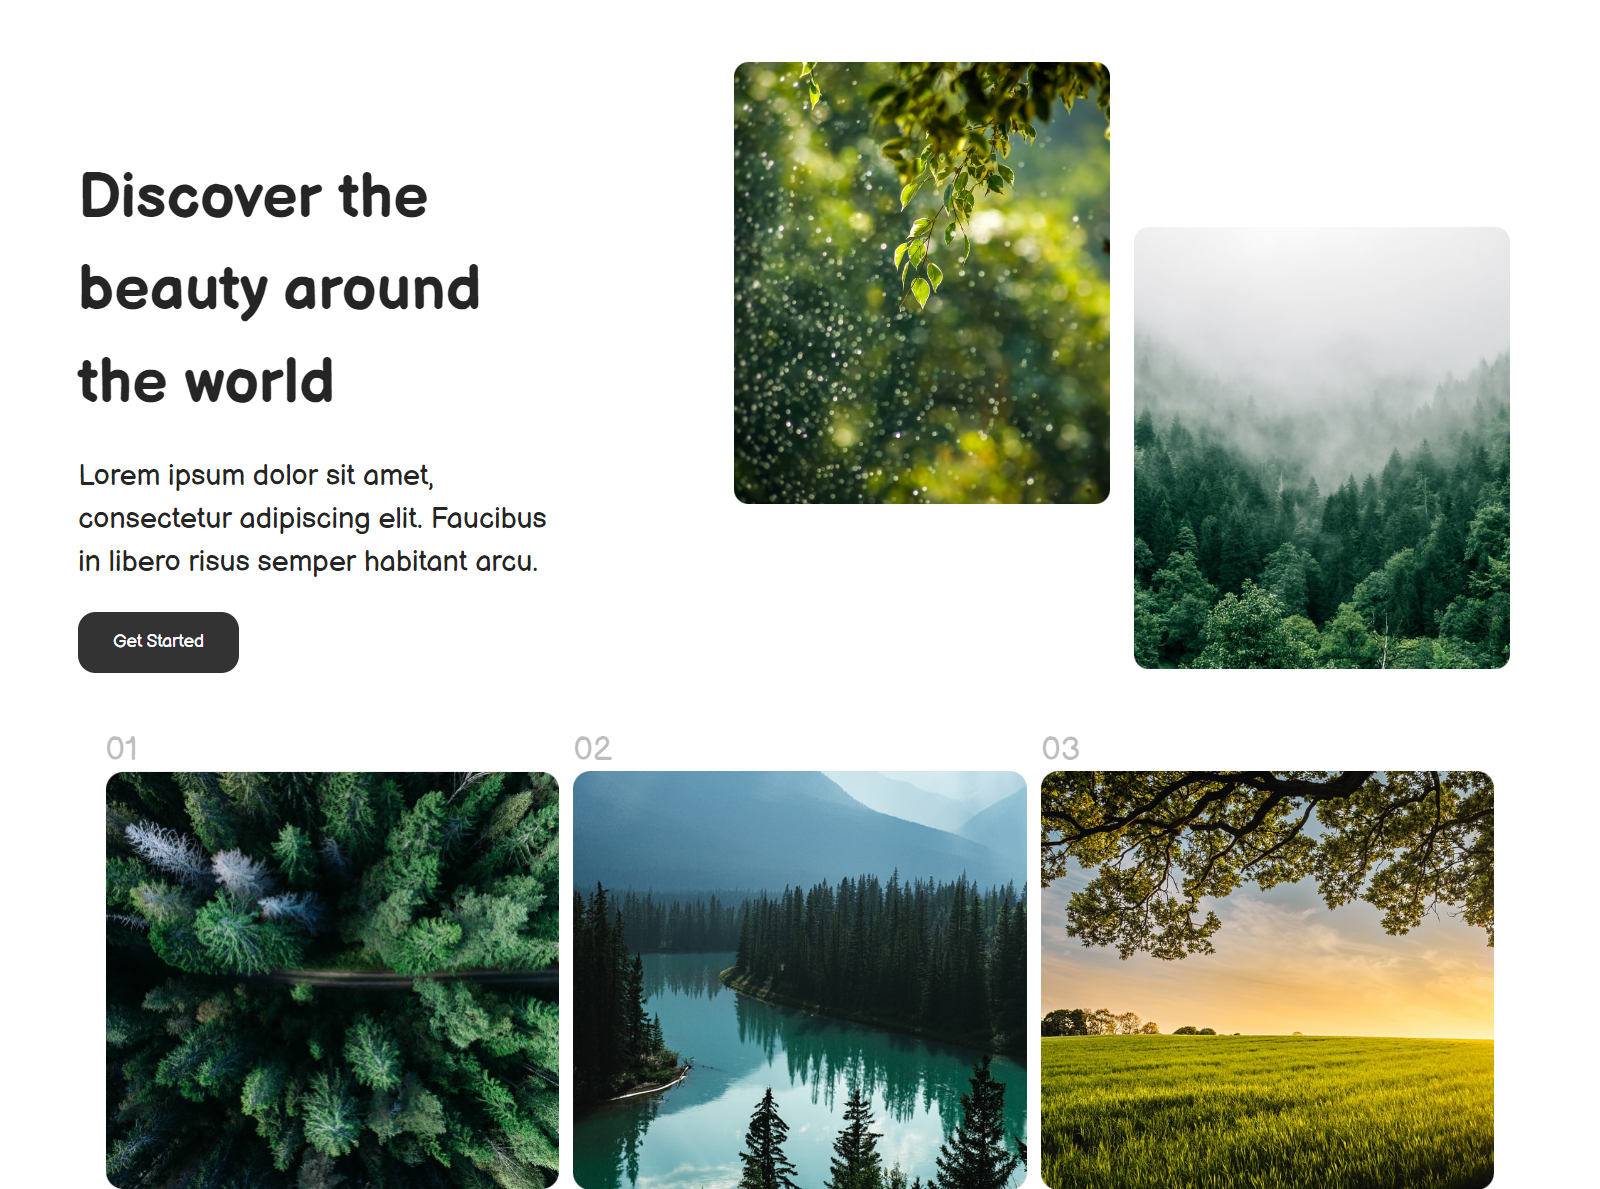 Discover the
beauty around
the world
Lorem ipsum dolor sit amet,
consectetur adipiscing elit. Faucibus
in libero risus semper habitant arcu.
Get Started
01
02
03